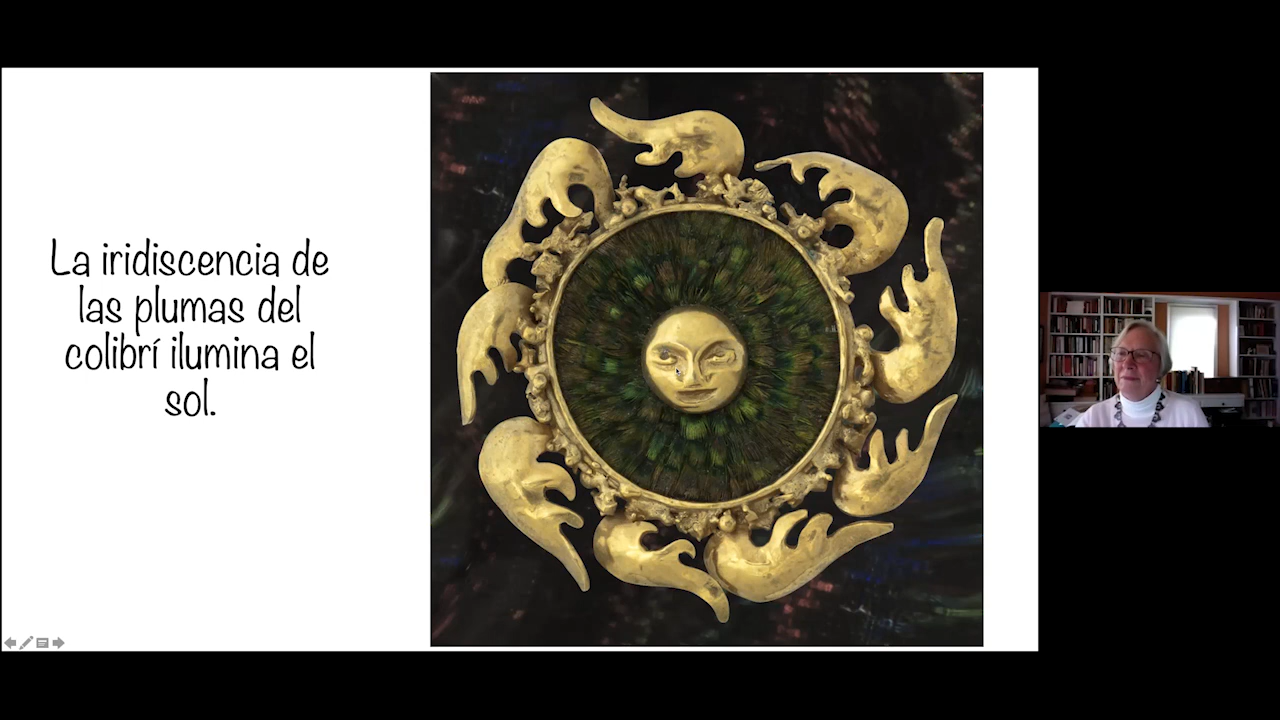 La iridiscencia de
las plumas del
colibrí ilumina el
sol.